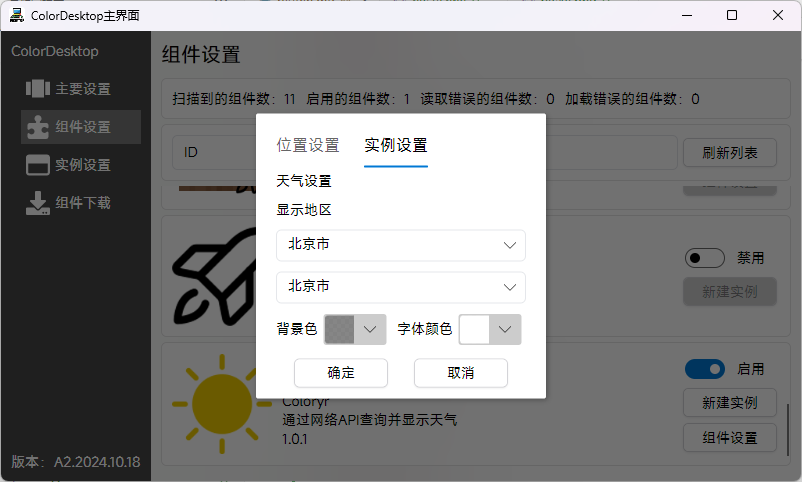 ColorDesktop主界面
ColorDesktop
主要设置
组件设置
实例设置
组件下载
版本：A2.2024.10.18
组件设置
扫描到的组件数：11 启用的组件数：1 读取错误的组件数：0 加载错误的组件数：0
ID
刷新列表
禁用
新建实例
启用
新建实例
组件设置
Coloryr
通过网络API查询并显示天气
1.0.1
位置设置 实例设置
天气设置
显示地区
北京市
北京市
背景色 字体颜色
确定 取消